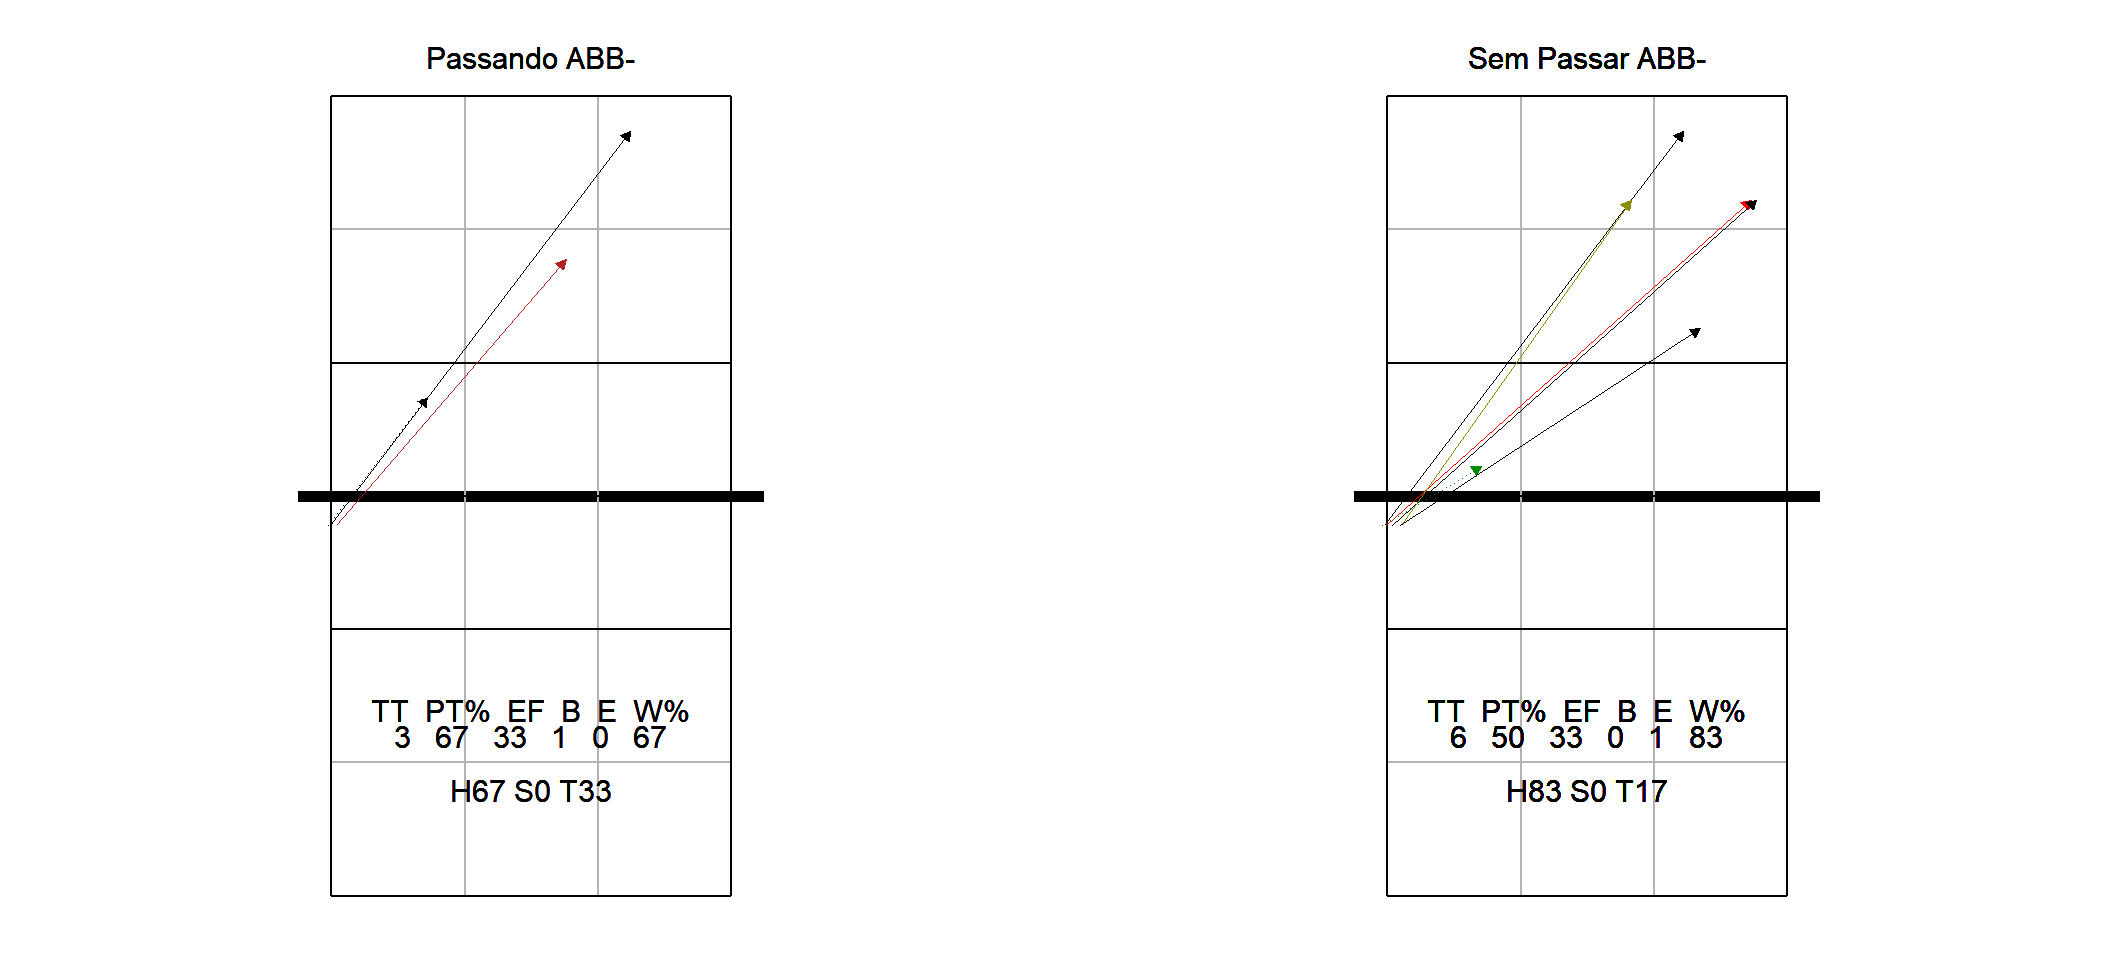 Passando ABB-
TT PT% EF B E W%
3 67 33 1 0 67
H67 S0 T33
Sem Passar ABB-
TT PT% EF B E W%
6 50 33 0 1 83
H83 S0 T17